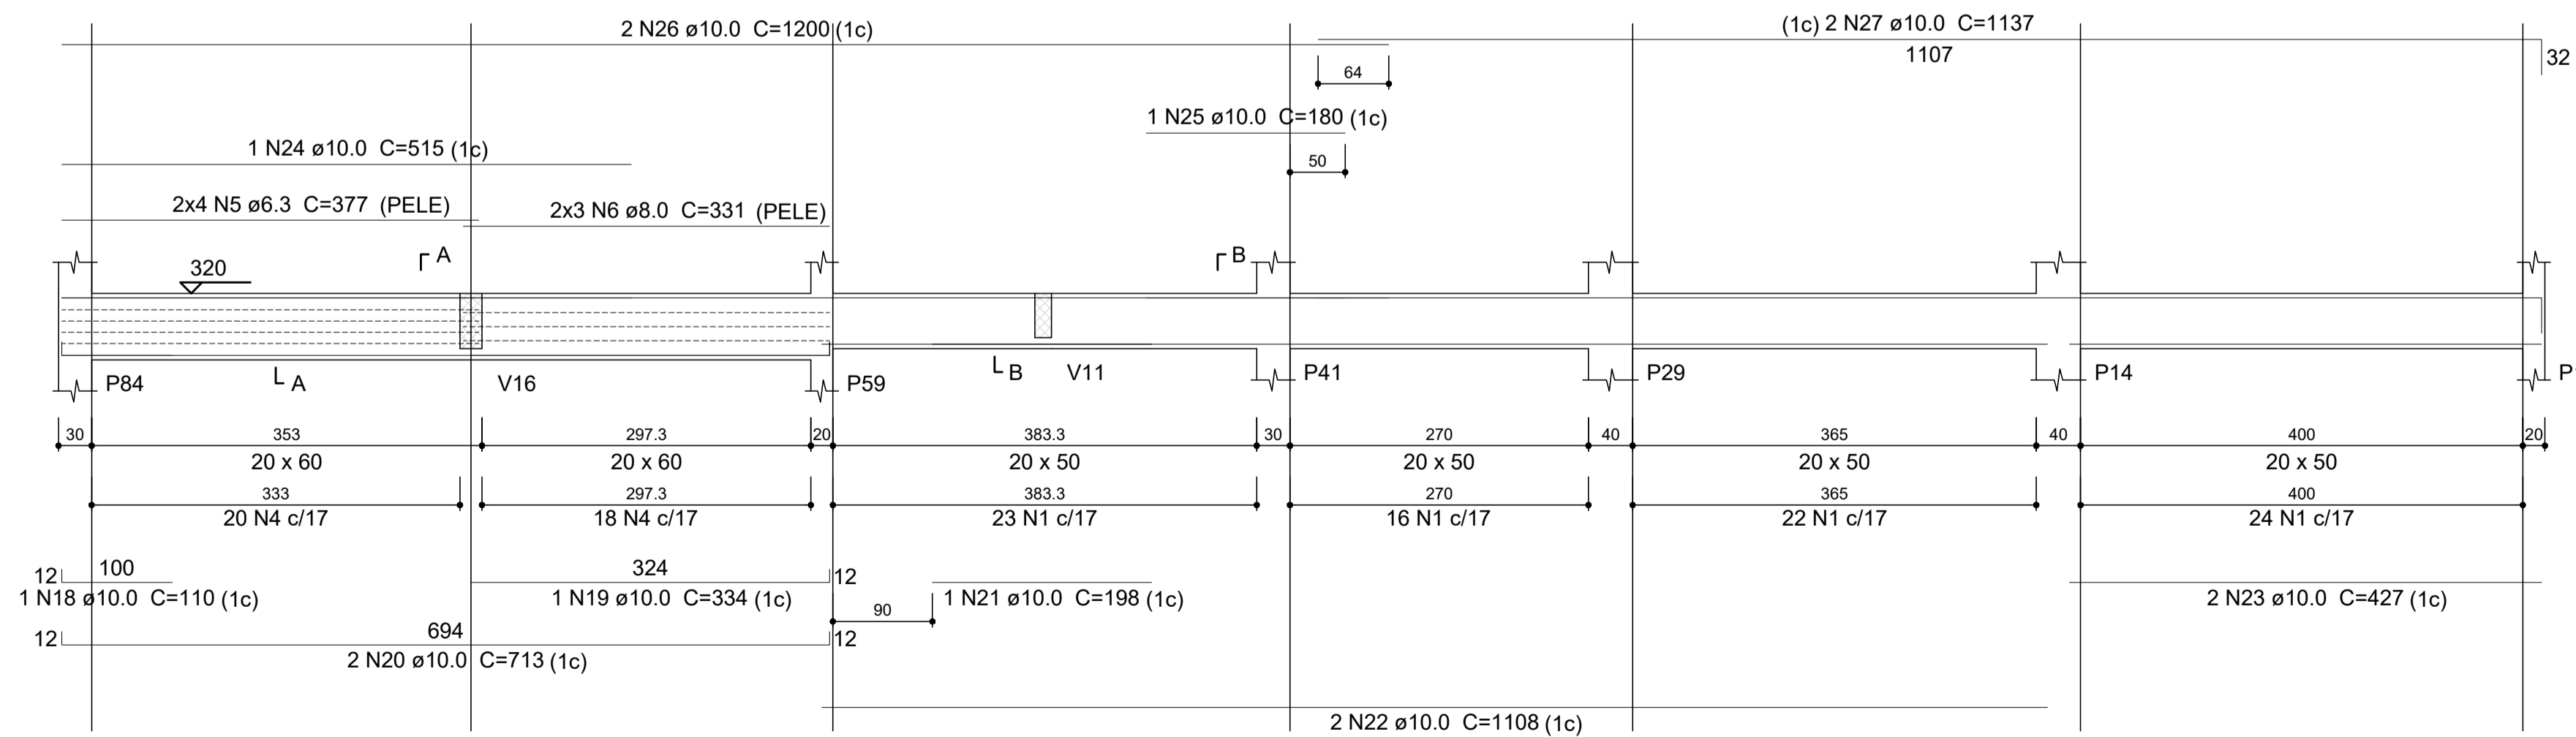 2 N26 ø10.0 C=1200 (1c)
(1c) 2 N27 ø10.0 C=1137
1107
32
64
1 N25 ø10.0 C=180 (1c)
50
1 N24 ø10.0 C=515 (1c)
2x4 N5 ø6.3 C=377 (PELE)
2x3 N6 ø8.0 C=331 (PELE)
A
B
320
P84
A
V16
P59
B
V11
P41
P29
P14
P
30 353 297.3 20 383.3 30 270 40 365 40 400 20
20 x 60 20 x 60 20 x 50 20 x 50 20 x 50 20 x 50
333 297.3 383.3 270 365 400
20 N4 c/17 18 N4 c/17 23 N1 c/17 16 N1 c/17 22 N1 c/17 24 N1 c/17
12 100
1 N18 ø10.0 C=110 (1c)
324 12
1 N19 ø10.0 C=334 (1c)
90
1 N21 ø10.0 C=198 (1c)
2 N23 ø10.0 C=427 (1c)
12 694 12
2 N20 ø10.0 C=713 (1c)
2 N22 ø10.0 C=1108 (1c)